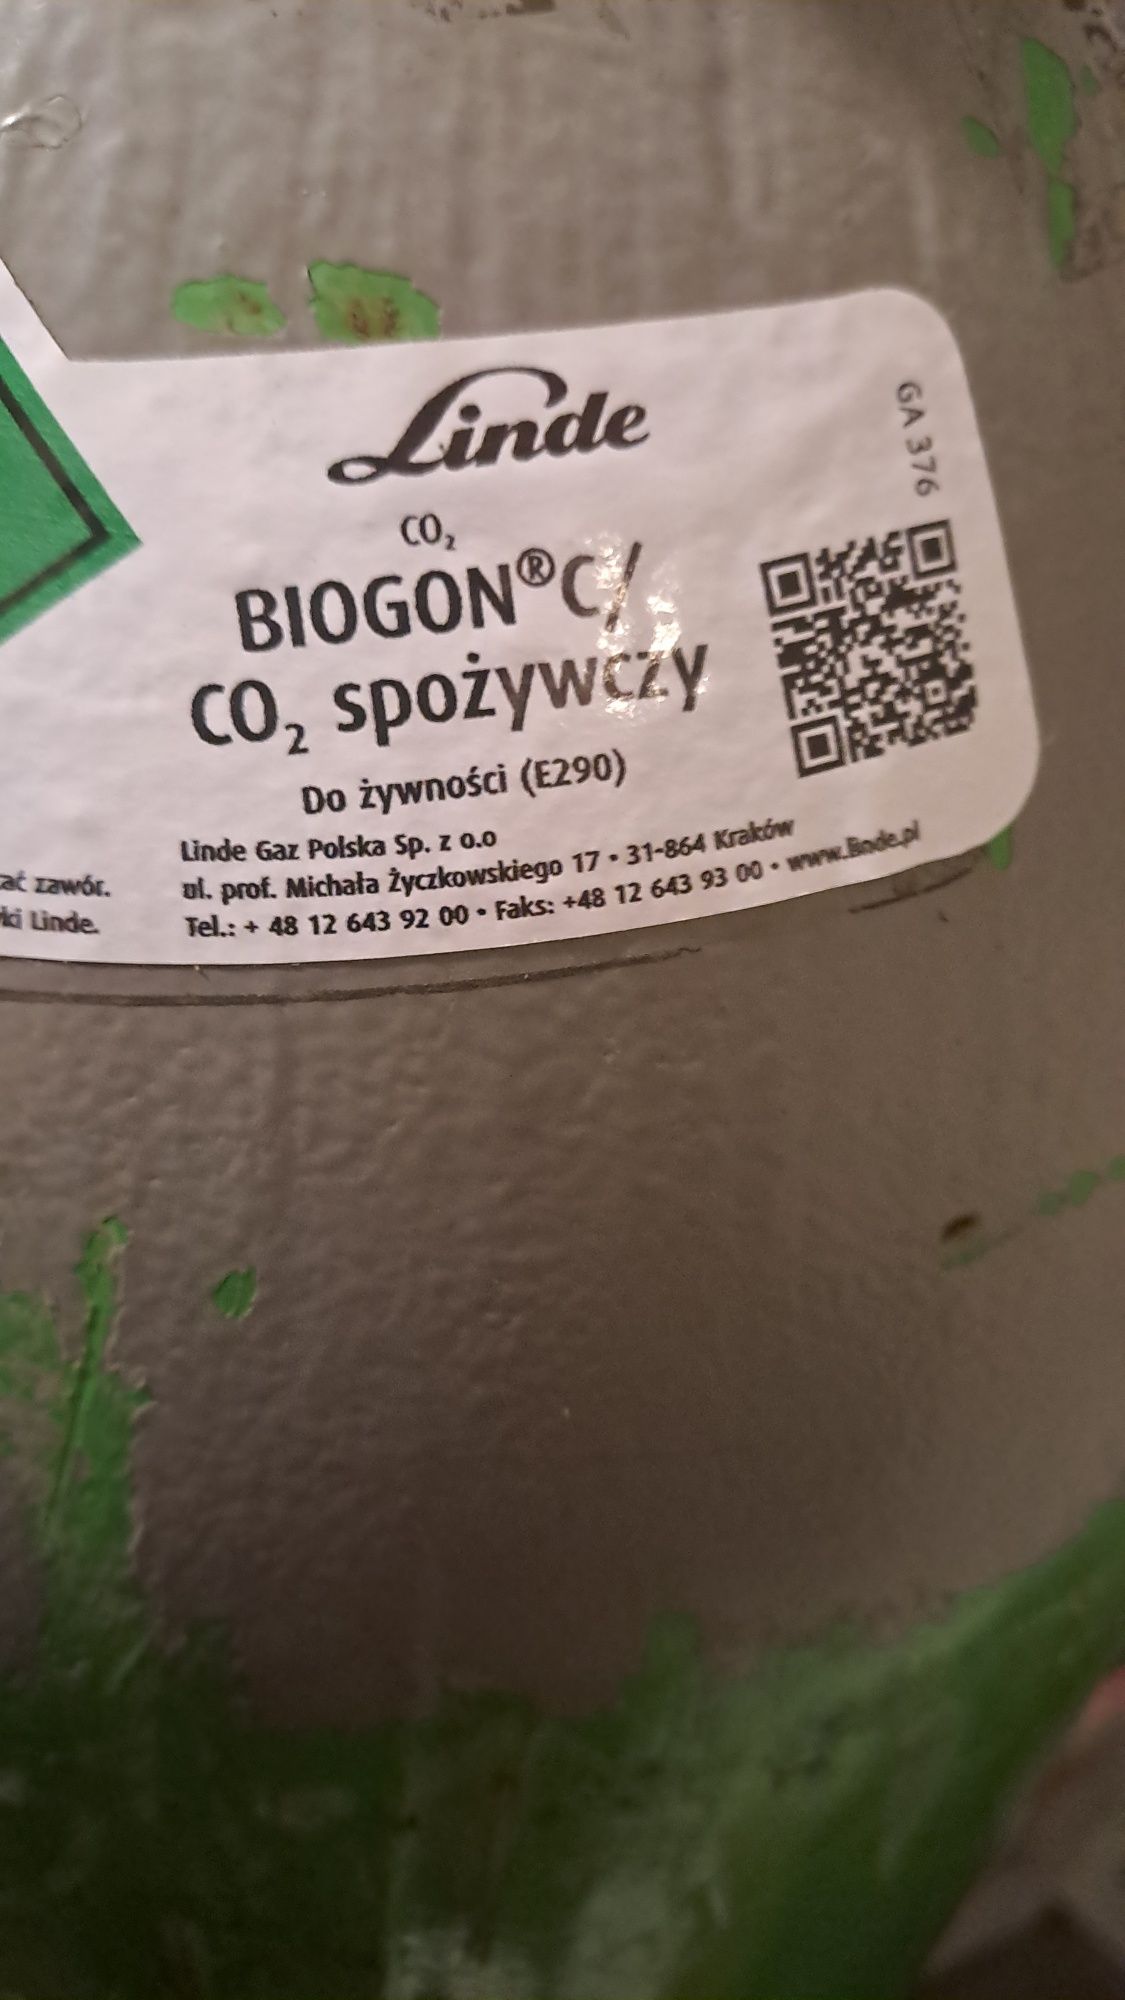 Linde
GA 376
CO₂
BIOGON®C/
CO₂ spożywczy
Do żywności (E290)
Linde Gaz Polska Sp. z o.o
ul. prof. Michała Życzkowskiego 17 • 31-864 Kraków
Tel.: + 48 12 643 92 00 • Faks: +48 12 643 93 00 • www.linde.pl
zawór.
Linde.